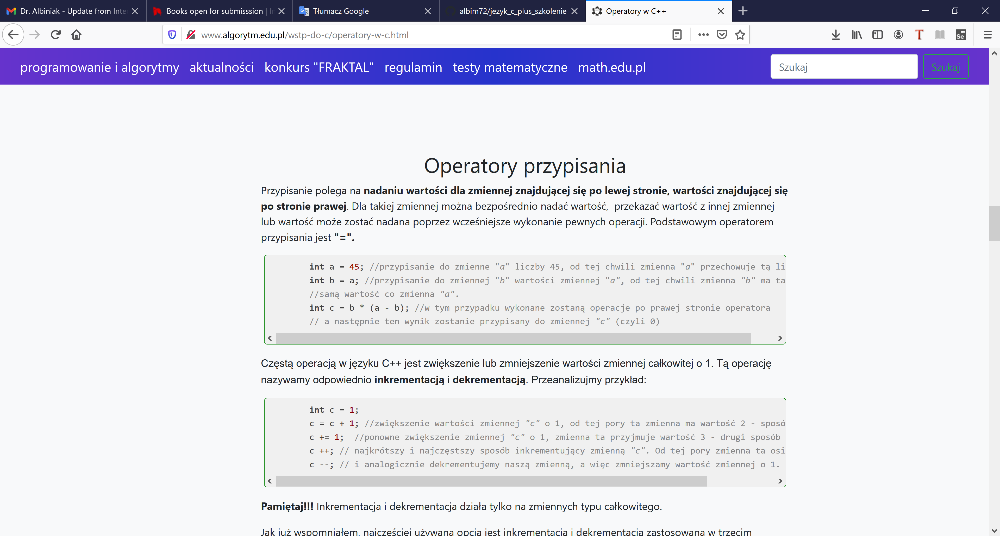 Dr. Albiniak - Update from Inte
Books open for submisssion | In
Tłumacz Google
albim72/jezyk_c_plus_szkolenie
Operatory w C++
www.algorytm.edu.pl/wstp-do-c/operatory-w-c.html
T
Se
programowanie i algorytmy aktualności konkurs "FRAKTAL" regulamin testy matematyczne math.edu.pl
Szukaj
Szukaj
Operatory przypisania
Przypisanie polega na nadaniu wartości dla zmiennej znajdującej się po lewej stronie, wartości znajdującej się
po stronie prawej. Dla takiej zmiennej można bezpośrednio nadać wartość,  przekazać wartość z innej zmiennej
lub wartość może zostać nadana poprzez wcześniejsze wykonanie pewnych operacji. Podstawowym operatorem
przypisania jest "=".
int a = 45; //przypisanie do zmienne "a" liczby 45, od tej chwili zmienna "a" przechowuje tą li
int b = a; //przypisanie do zmiennej "b" wartości zmiennej "a", od tej chwili zmienna "b" ma ta
//samą wartość co zmienna "a".
int c = b * (a - b); //w tym przypadku wykonane zostaną operacje po prawej stronie operatora
// a następnie ten wynik zostanie przypisany do zmiennej "c" (czyli 0)
Częstą operacją w języku C++ jest zwiększenie lub zmniejszenie wartości zmiennej całkowitej o 1. Tą operację
nazywamy odpowiednio inkrementacją i dekrementacją. Przeanalizujmy przykład:
int c = 1;
c = c + 1; //zwiększenie wartości zmiennej "c" o 1, od tej pory ta zmienna ma wartość 2 - sposó
c += 1;  //ponowne zwiększenie zmiennej "c" o 1, zmienna ta przyjmuje wartość 3 - drugi sposób
c ++; // najkrótszy i najczęstszy sposób inkrementujący zmienną "c". Od tej pory zmienna ta osi
c --; // i analogicznie dekrementujemy naszą zmienną, a więc zmniejszamy wartość zmiennej o 1.
Pamiętaj!!! Inkrementacja i dekrementacja działa tylko na zmiennych typu całkowitego.
Jak już wspomniałem, najczęściej używaną opcją jest inkrementacja i dekrementacja zastosowana w trzecim